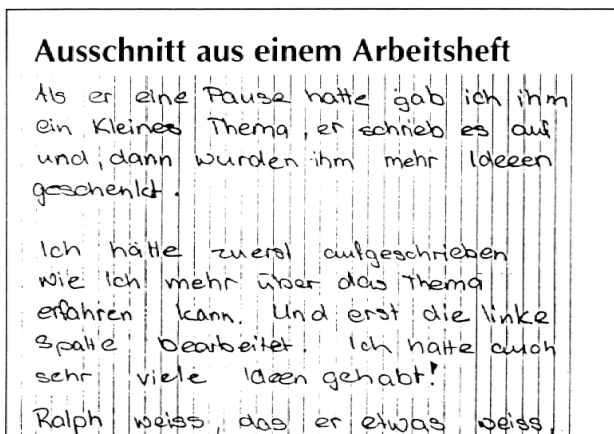 Ausschnitt aus einem Arbeitsheft
Als er eine Pause hatte gab ich ihm
ein Kleines Thema, er schrieb es auf
und, dann wurden ihm mehr Ideeen
geschenkt.
Ich hätte zuerst aufgeschrieben
wie ich mehr über das Thema
erfahren kann. Und erst die linke
Spalte bearbeitet. Ich hatte auch
sehr viele Ideen gehabt!
Ralph weiss, das er etwas weiss.